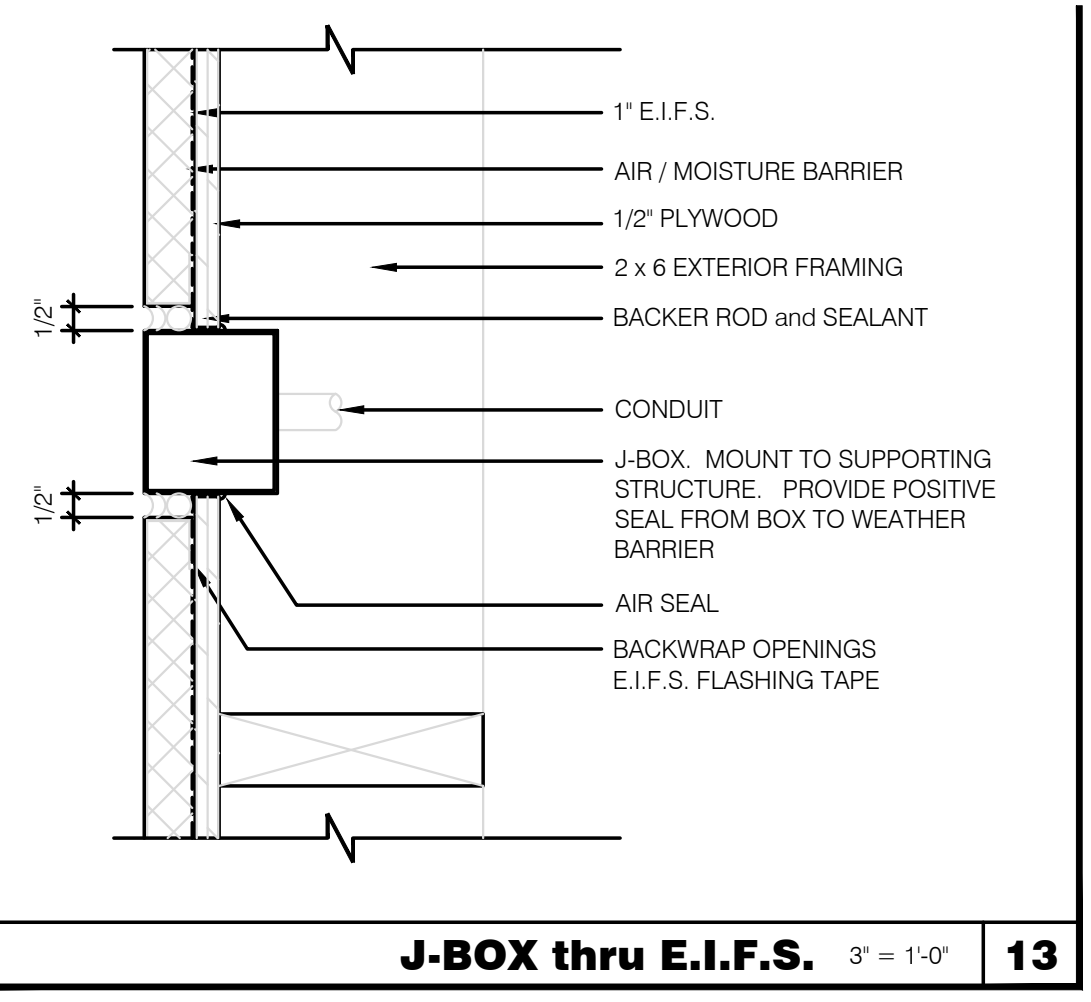 1" E.I.F.S.
AIR / MOISTURE BARRIER
1/2" PLYWOOD
2 x 6 EXTERIOR FRAMING
1/2"
BACKER ROD and SEALANT
CONDUIT
J-BOX. MOUNT TO SUPPORTING
STRUCTURE. PROVIDE POSITIVE
SEAL FROM BOX TO WEATHER
BARRIER
1/2"
AIR SEAL
BACKWRAP OPENINGS
E.I.F.S. FLASHING TAPE
J-BOX thru E.I.F.S. 3" = 1'-0" 13